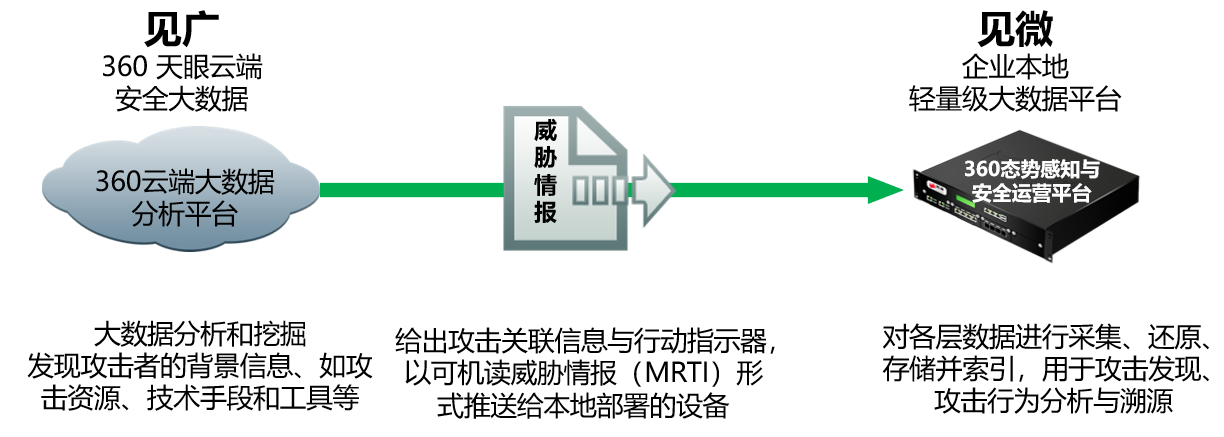 见广
360 天眼云端
安全大数据
360云端大数据
分析平台
大数据分析和挖掘
发现攻击者的背景信息、如攻
击资源、技术手段和工具等
威
胁
情
报
给出攻击关联信息与行动指示器，
以可机读威胁情报（MRTI）形
式推送给本地部署的设备
见微
企业本地
轻量级大数据平台
360态势感知与
安全运营平台
对各层数据进行采集、还原、
存储并索引，用于攻击发现、
攻击行为分析与溯源